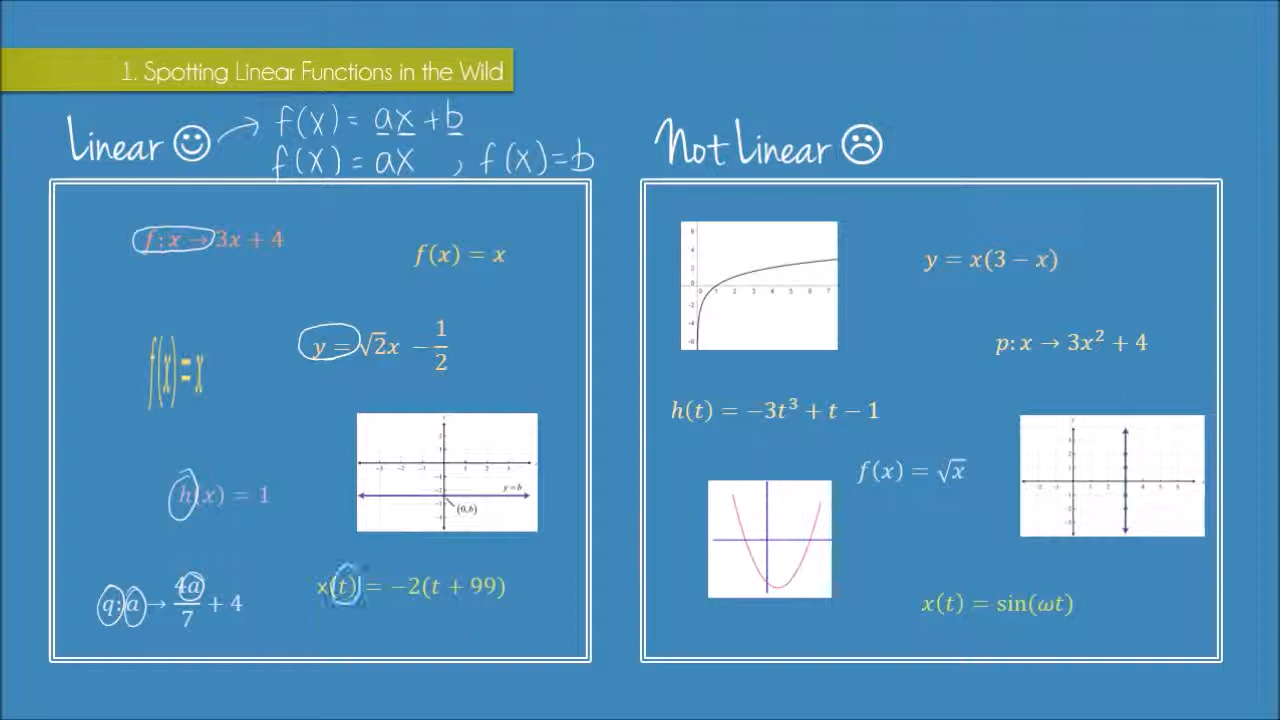 1. Spotting Linear Functions in the Wild
Linear ☺ → f(x) = ax + b
f(x) = ax , f(x) = b
f: x → 3x + 4
f(x) = x
y = √2x − 1/2
f(x) = x
y = b
(0,b)
h(x) = 1
x(t) = −2(t + 99)
q: a → 4a/7 + 4
Not Linear ☹
y = x(3 − x)
p: x → 3x² + 4
h(t) = −3t³ + t − 1
f(x) = √x
x(t) = sin(ωt)